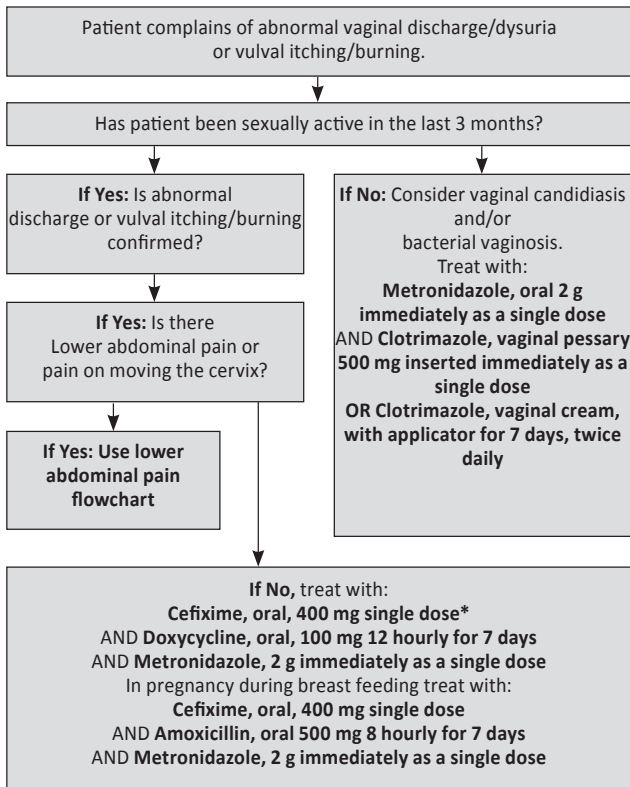 Patient complains of abnormal vaginal discharge/dysuria
or vulval itching/burning.
Has patient been sexually active in the last 3 months?
If Yes: Is abnormal
discharge or vulval itching/burning
confirmed?
If Yes: Is there
Lower abdominal pain or
pain on moving the cervix?
If Yes: Use lower
abdominal pain
flowchart
If No: Consider vaginal candidiasis
and/or
bacterial vaginosis.
Treat with:
Metronidazole, oral 2 g
immediately as a single dose
AND Clotrimazole, vaginal pessary
500 mg inserted immediately as a
single dose
OR Clotrimazole, vaginal cream,
with applicator for 7 days, twice
daily
If No, treat with:
Cefixime, oral, 400 mg single dose*
AND Doxycycline, oral, 100 mg 12 hourly for 7 days
AND Metronidazole, 2 g immediately as a single dose
In pregnancy during breast feeding treat with:
Cefixime, oral, 400 mg single dose
AND Amoxicillin, oral 500 mg 8 hourly for 7 days
AND Metronidazole, 2 g immediately as a single dose